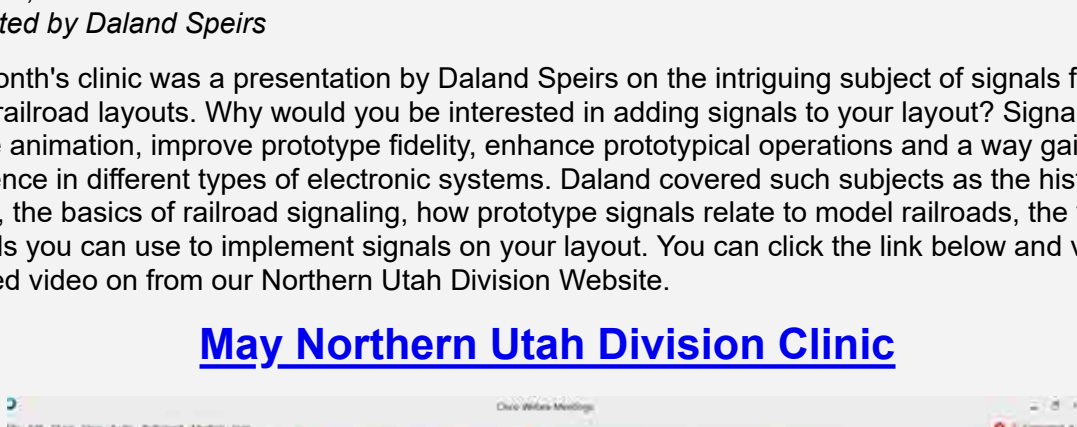 ted by Daland Speirs
onth's clinic was a presentation by Daland Speirs on the intriguing subject of signals f
railroad layouts. Why would you be interested in adding signals to your layout? Signa
e animation, improve prototype fidelity, enhance prototypical operations and a way gai
ence in different types of electronic systems. Daland covered such subjects as the hist
, the basics of railroad signaling, how prototype signals relate to model railroads, the
ls you can use to implement signals on your layout. You can click the link below and v
ed video on from our Northern Utah Division Website.
May Northern Utah Division Clinic
Cisco Webex Meetings